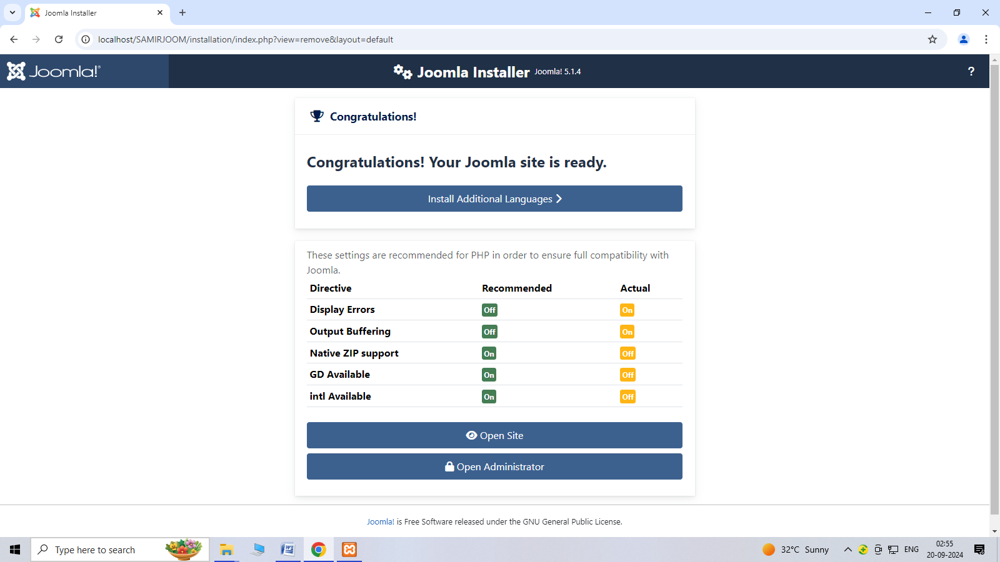 Joomla Installer
localhost/SAMIRJOOM/installation/index.php?view=remove&layout=default
Joomla!®
Joomla Installer Joomla! 5.1.4
?
Congratulations!
Congratulations! Your Joomla site is ready.
Install Additional Languages
These settings are recommended for PHP in order to ensure full compatibility with
Joomla.
Directive Recommended Actual
Display Errors Off On
Output Buffering Off On
Native ZIP support On Off
GD Available On Off
intl Available On Off
Open Site
Open Administrator
Joomla! is Free Software released under the GNU General Public License.
Type here to search
32°C Sunny
ENG
02:55
20-09-2024